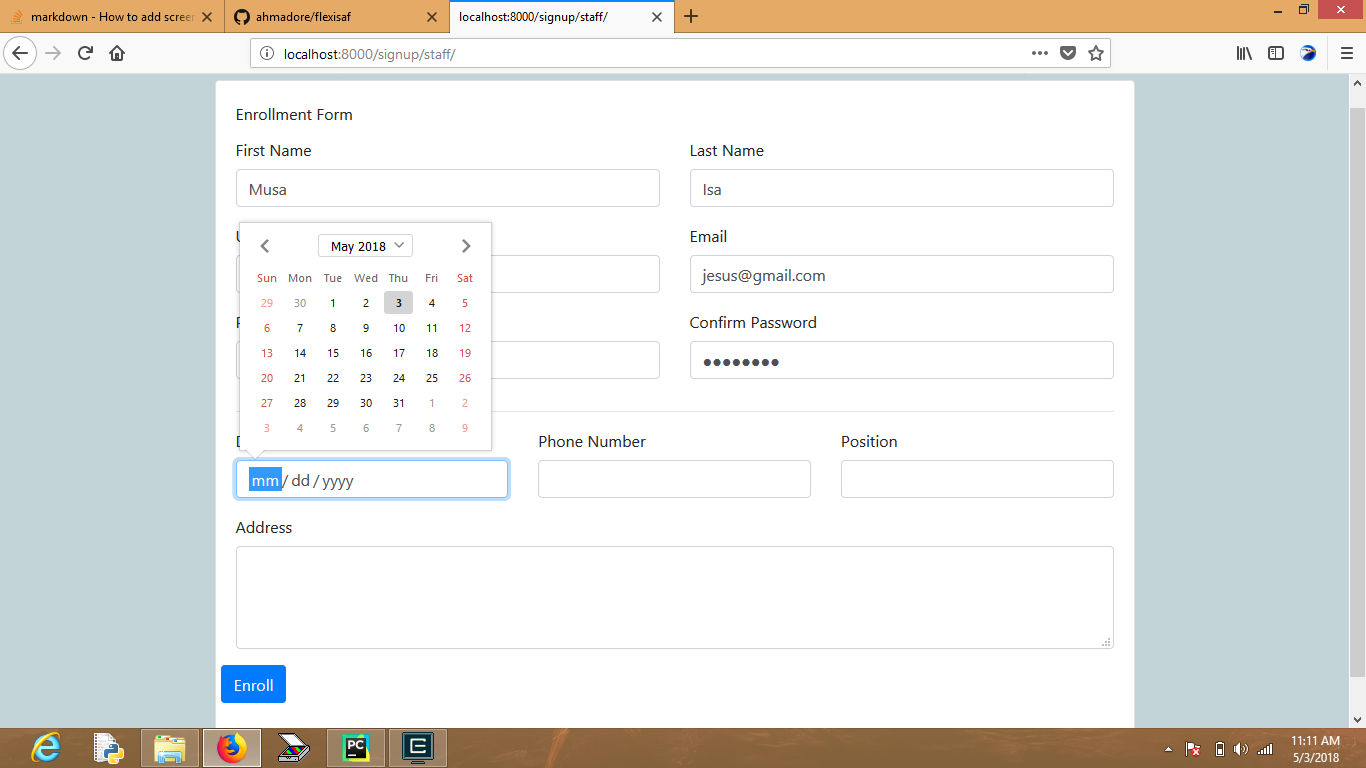 markdown - How to add screen
ahmadore/flexisaf
localhost:8000/signup/staff/
localhost:8000/signup/staff/
Enrollment Form
First Name Last Name
Musa Isa
Email
May 2018
jesus@gmail.com
Sun Mon Tue Wed Thu Fri Sat
29 30 1 2 3 4 5
6 7 8 9 10 11 12
Confirm Password
13 14 15 16 17 18 19
20 21 22 23 24 25 26
27 28 29 30 31 1 2
3 4 5 6 7 8 9
D Phone Number Position
mm / dd / yyyy
Address
Enroll
PC
11:11 AM
5/3/2018